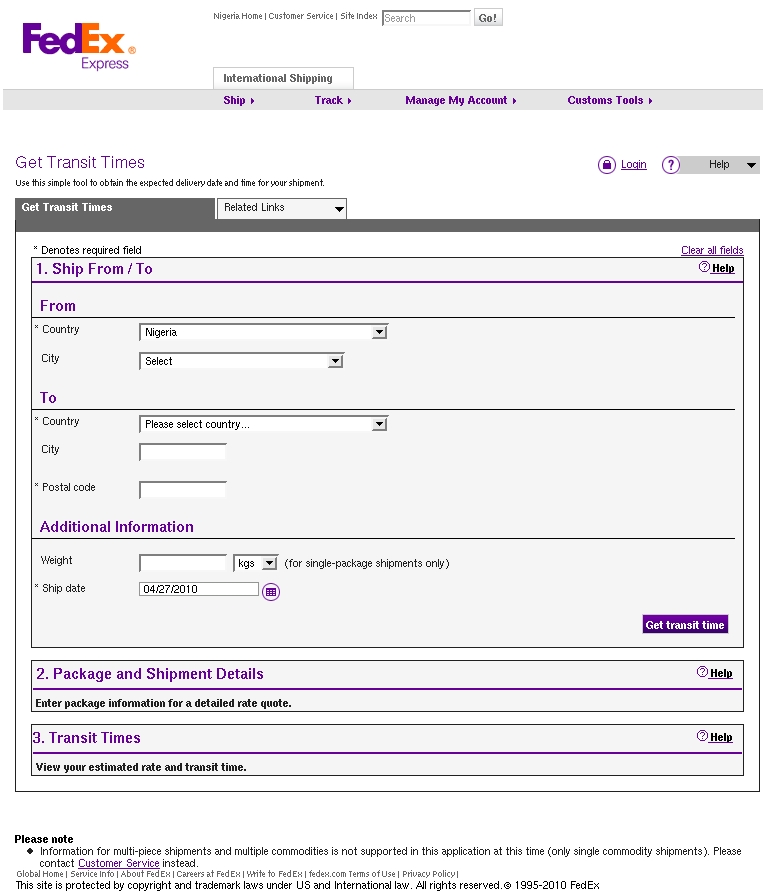 Nigeria Home | Customer Service | Site Index Search Go!
FedEx®
Express
International Shipping
Ship Track Manage My Account Customs Tools
Get Transit Times
Login ? Help
Use this simple tool to obtain the expected delivery date and time for your shipment.
Get Transit Times Related Links
* Denotes required field Clear all fields
1. Ship From / To ? Help
From
* Country Nigeria
City Select
To
* Country Please select country...
City
* Postal code
Additional Information
Weight kgs (for single-package shipments only)
* Ship date 04/27/2010
Get transit time
2. Package and Shipment Details ? Help
Enter package information for a detailed rate quote.
3. Transit Times ? Help
View your estimated rate and transit time.
Please note
◆ Information for multi-piece shipments and multiple commodities is not supported in this application at this time (only single commodity shipments). Please
contact Customer Service instead.
Global Home | Service Info | About FedEx | Careers at FedEx | Write to FedEx | fedex.com Terms of Use | Privacy Policy |
This site is protected by copyright and trademark laws under US and International law. All rights reserved.© 1995-2010 FedEx